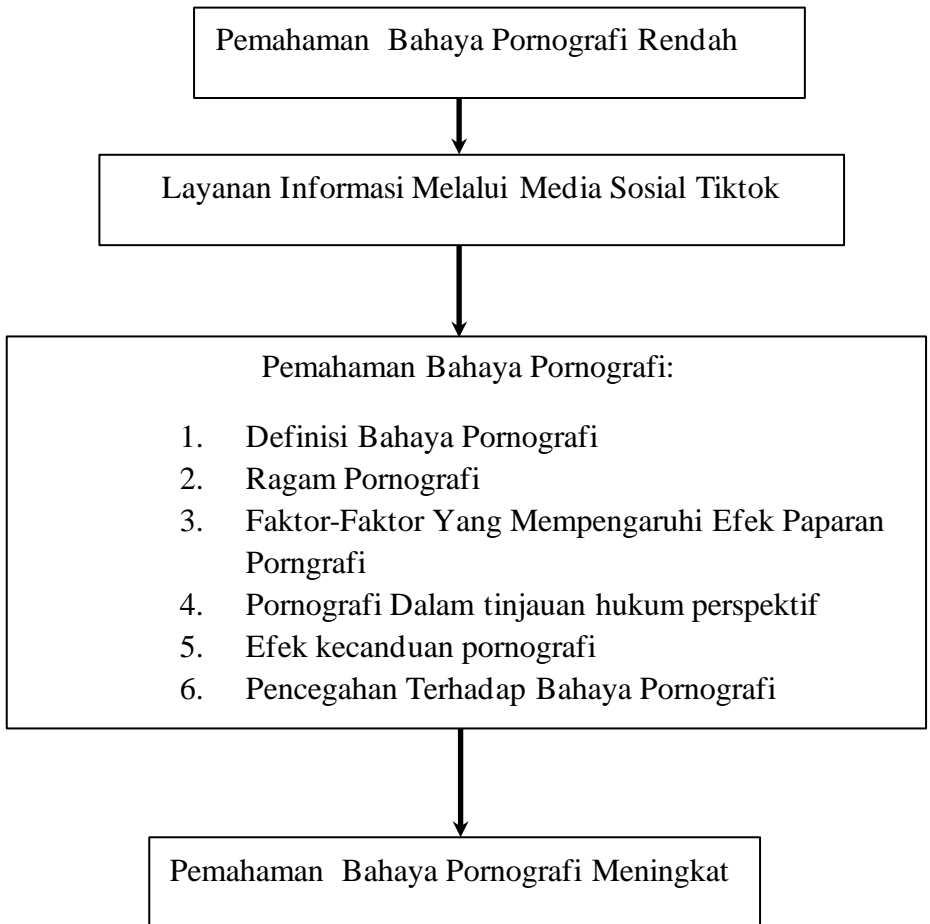 Pemahaman Bahaya Pornografi Rendah
Layanan Informasi Melalui Media Sosial Tiktok
Pemahaman Bahaya Pornografi:
1. Definisi Bahaya Pornografi
2. Ragam Pornografi
3. Faktor-Faktor Yang Mempengaruhi Efek Paparan
Porngrafi
4. Pornografi Dalam tinjauan hukum perspektif
5. Efek kecanduan pornografi
6. Pencegahan Terhadap Bahaya Pornografi
Pemahaman Bahaya Pornografi Meningkat